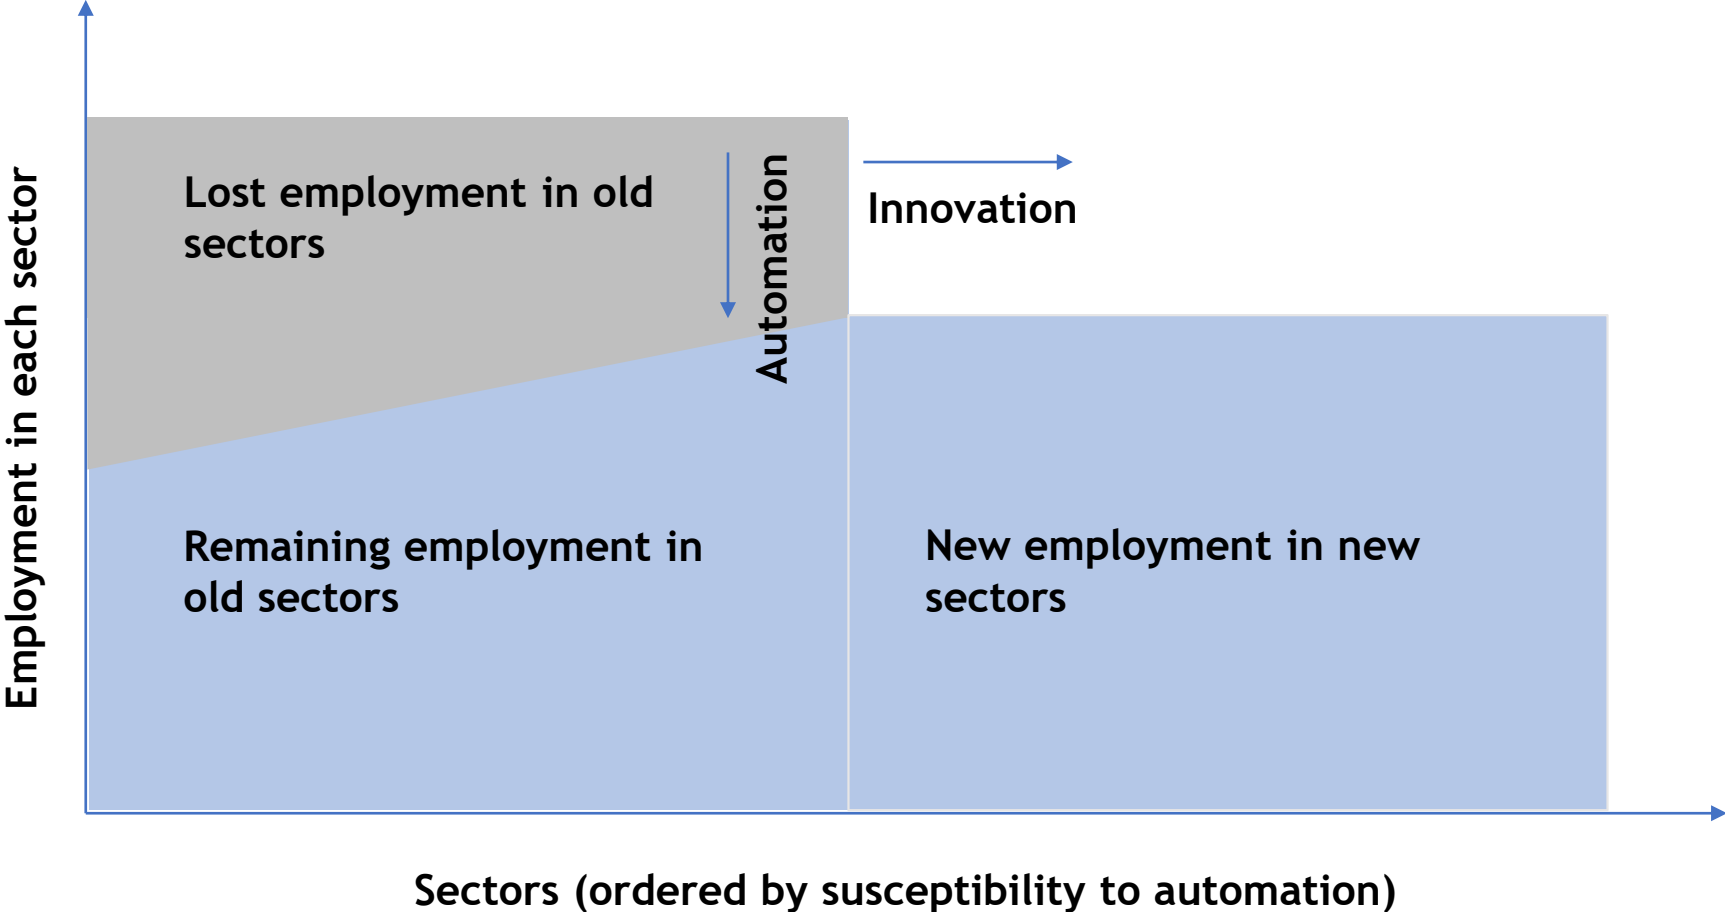 Employment in each sector
Lost employment in old
sectors
Automation
Innovation
Remaining employment in
old sectors
New employment in new
sectors
Sectors (ordered by susceptibility to automation)